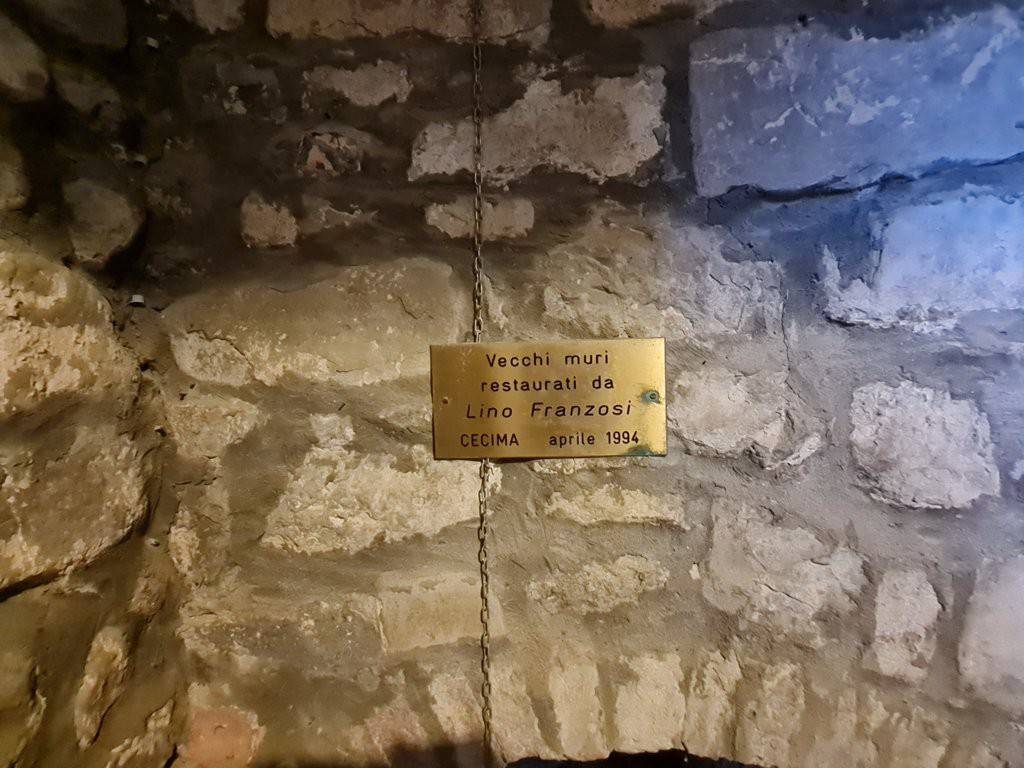 Vecchi muri
restaurati da
Lino Franzosi
CECIMA aprile 1994